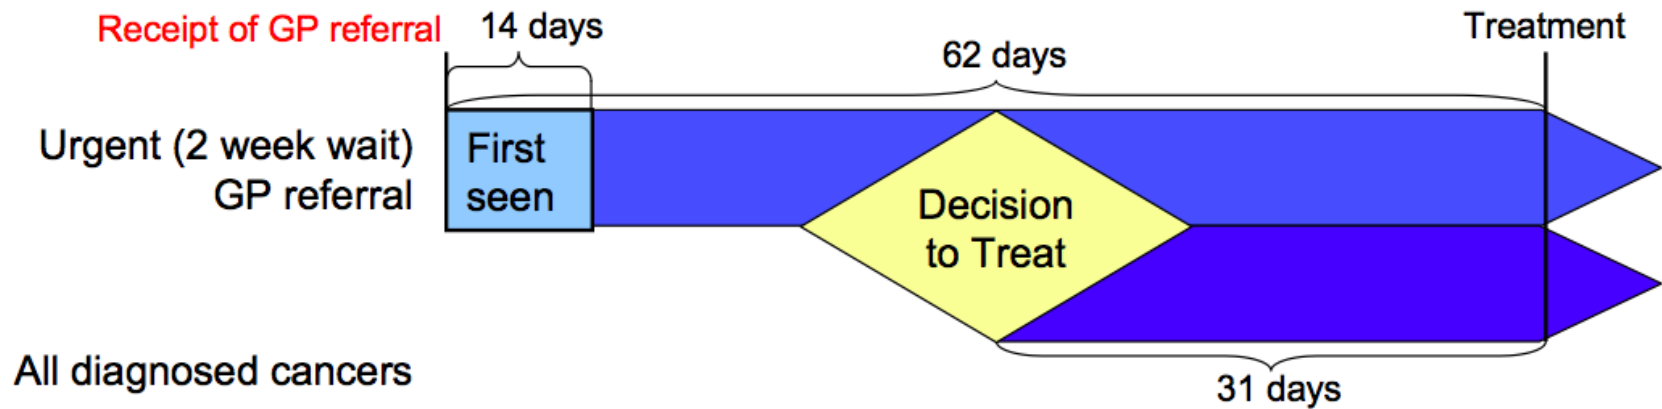 Receipt of GP referral
14 days
62 days
Treatment
Urgent (2 week wait)
GP referral
First
seen
Decision
to Treat
All diagnosed cancers
31 days